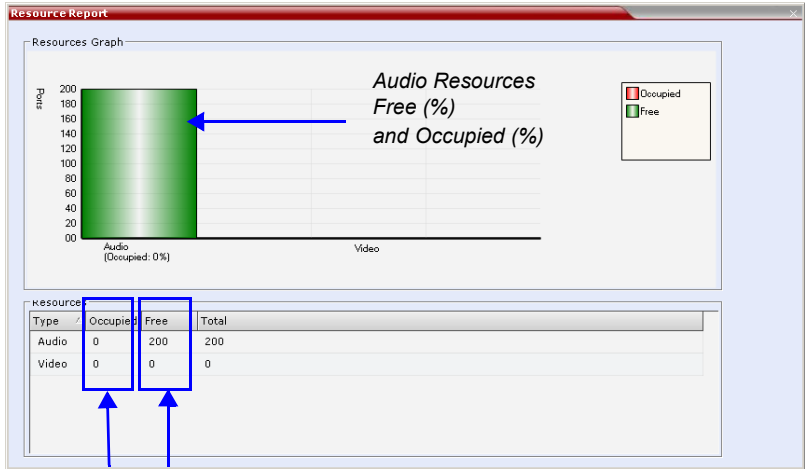 Resource Report
Resources Graph
Ports
200
180
160
140
120
100
80
60
40
20
00
Audio Resources
Free (%)
and Occupied (%)
Occupied
Free
Audio
(Occupied: 0%)
Video
Resources
Type Occupied Free Total
Audio 0 200 200
Video 0 0 0